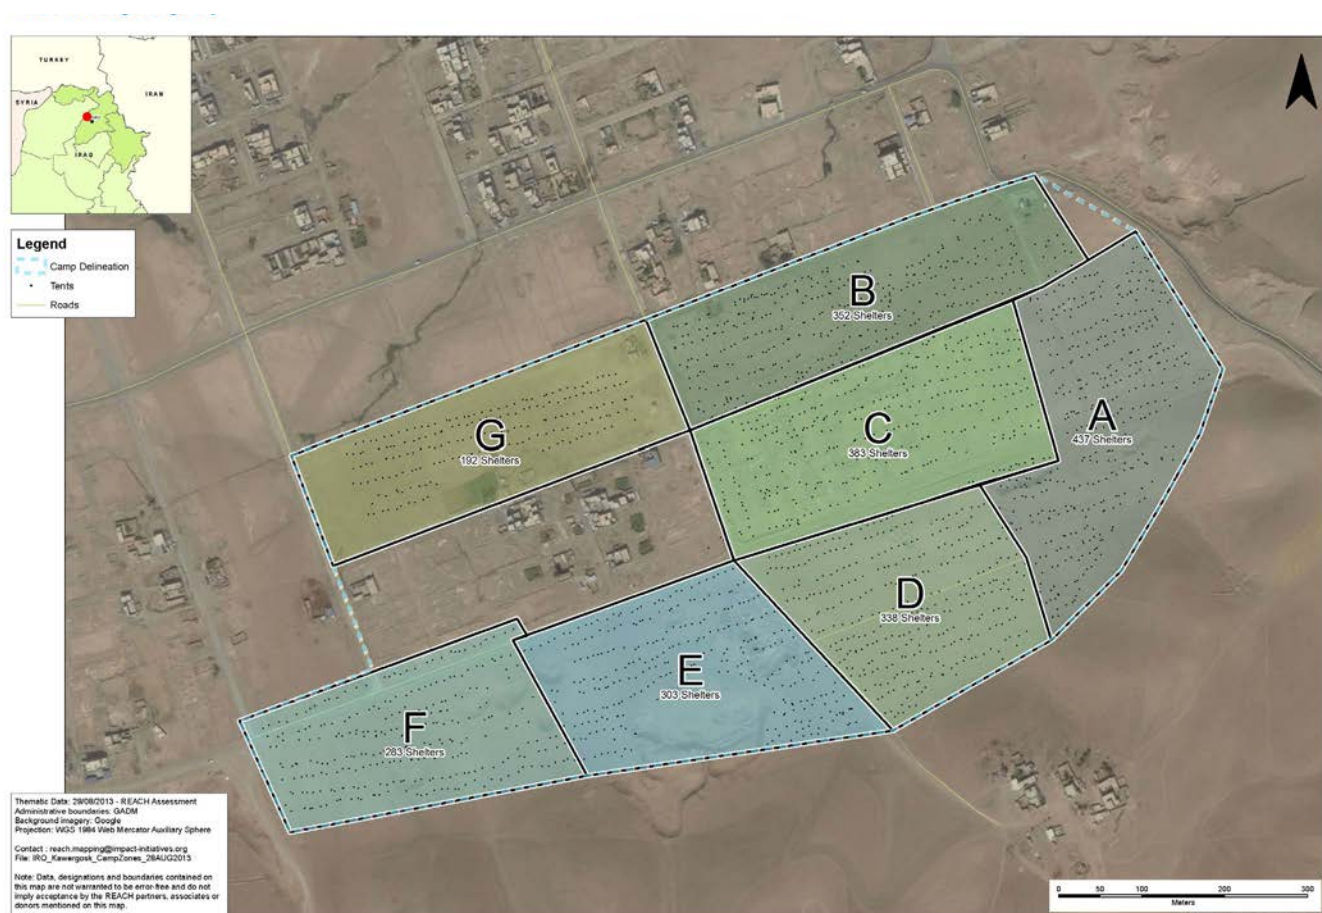 TURKEY
SYRIA
IRAN
IRAQ
Legend
Camp Delineation
Tents
Roads
B
352 Shelters
G
192 Shelters
C
383 Shelters
A
437 Shelters
D
338 Shelters
E
303 Shelters
F
283 Shelters
Thematic Data: 29/08/2013 - REACH Assessment
Administrative boundaries: GADM
Background imagery: Google
Projection: WGS 1984 Web Mercator Auxiliary Sphere
Contact : reach.mapping@impact-initiatives.org
File: IRQ_Kawergosk_CampZones_28AUG2013
Note: Data, designations and boundaries contained on
this map are not warranted to be error-free and do not
imply acceptance by the REACH partners, associates or
donors mentioned on this map.
0 50 100 200 300
Meters